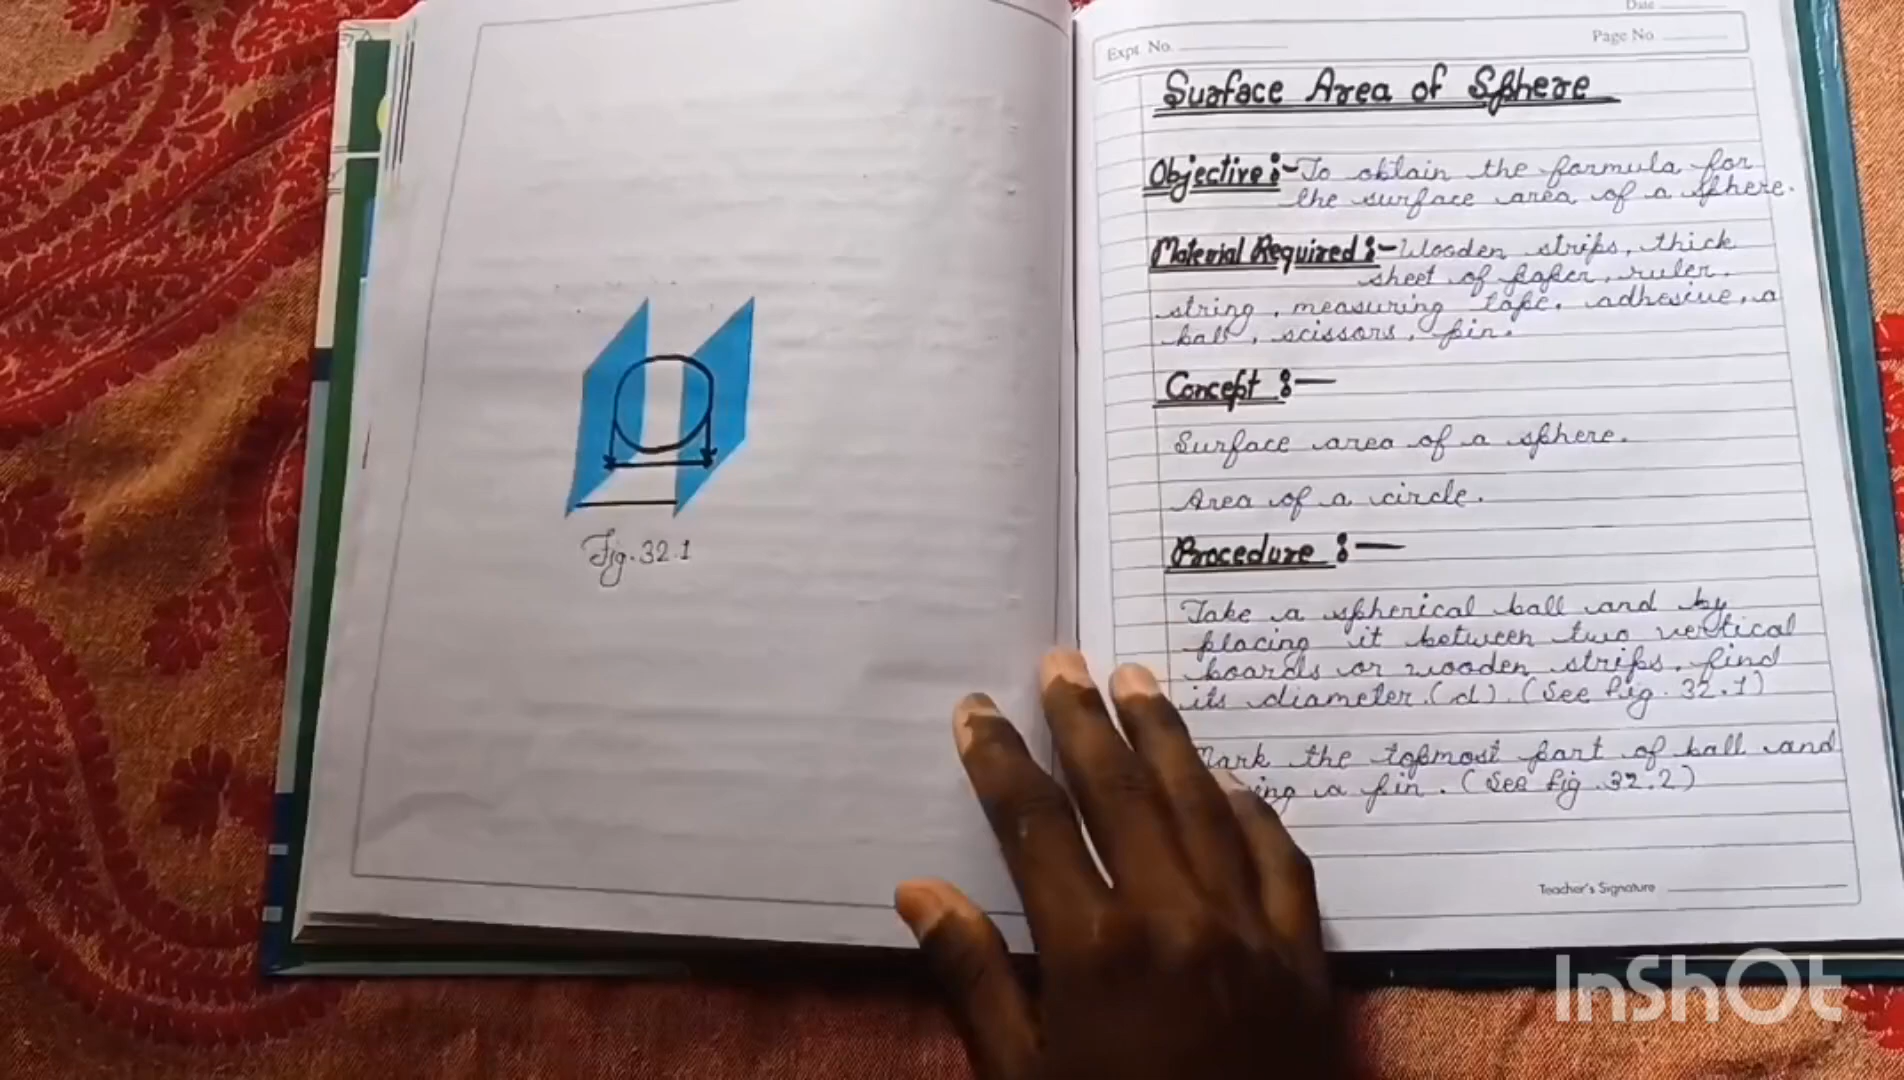 Fig. 32.1
Date
Expt. No.
Page No
Surface Area of Sphere
Objective :- To obtain the formula for
the surface area of a sphere.
Material Required :- Wooden strips, thick
sheet of paper, ruler,
string, measuring tape, adhesive, a
ball, scissors, pin.
Concept :-
Surface area of a sphere.
Area of a circle.
Procedure :-
Take a spherical ball and by
placing it between two vertical
boards or wooden strips, find
its diameter (d). (See fig. 32.1)
Mark the topmost part of ball and
a pin. (See fig. 32.2)
Teacher's Signature
InShOt